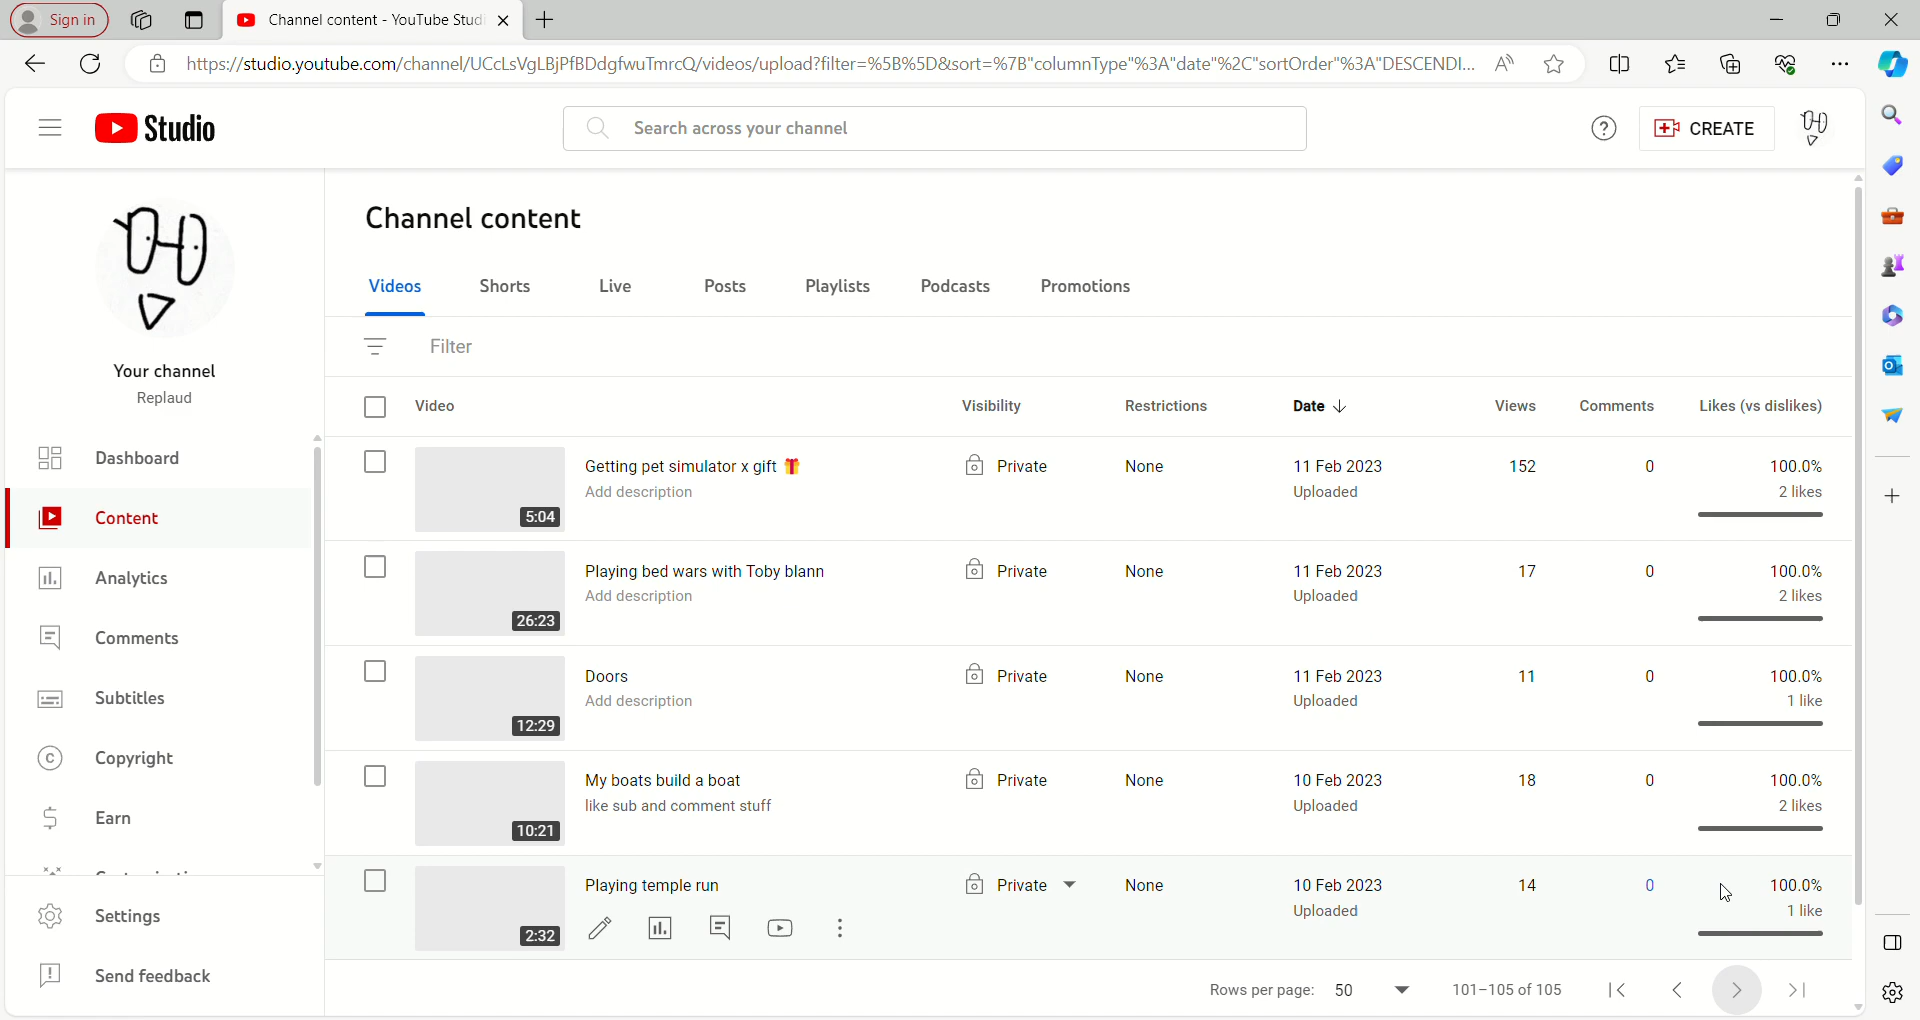 Sign in
Channel content - YouTube Studi
https://studio.youtube.com/channel/UCcLsVgLBjPfBDdgfwuTmrcQ/videos/upload?filter=%5B%5D&sort=%7B"columnType"%3A"date"%2C"sortOrder"%3A"DESCENDI...
Studio
Search across your channel
CREATE
Your channel
Replaud
Dashboard
Content
Analytics
Comments
Subtitles
Copyright
Earn
Settings
Send feedback
Channel content
Videos Shorts Live Posts Playlists Podcasts Promotions
Filter
Video Visibility Restrictions Date Views Comments Likes (vs dislikes)
Getting pet simulator x gift 🎁 Private None 11 Feb 2023 152 0 100.0%
Add description Uploaded 2 likes
5:04
Playing bed wars with Toby blann Private None 11 Feb 2023 17 0 100.0%
Add description Uploaded 2 likes
26:23
Doors Private None 11 Feb 2023 11 0 100.0%
Add description Uploaded 1 like
12:29
My boats build a boat Private None 10 Feb 2023 18 0 100.0%
like sub and comment stuff Uploaded 2 likes
10:21
Playing temple run Private None 10 Feb 2023 14 0 100.0%
Uploaded 1 like
2:32
Rows per page: 50 101–105 of 105